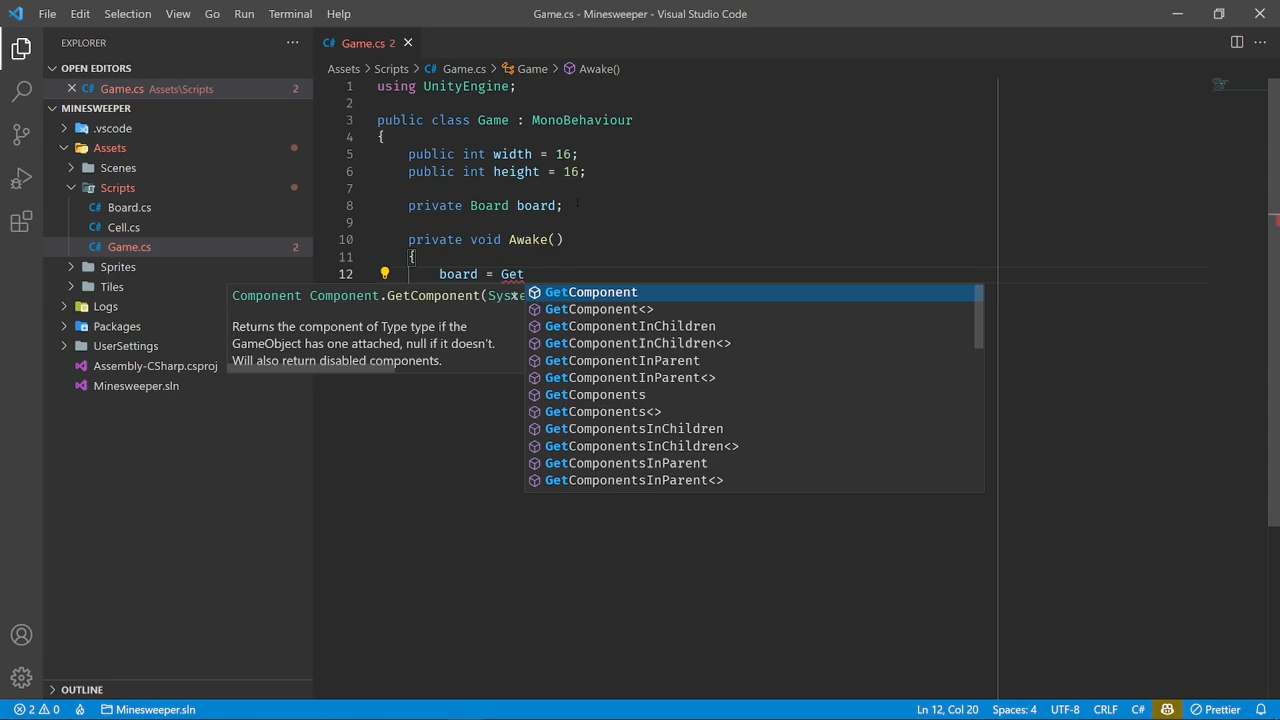 File Edit Selection View Go Run Terminal Help
Game.cs - Minesweeper - Visual Studio Code
EXPLORER
OPEN EDITORS
Game.cs Assets\Scripts 2
MINESWEEPER
.vscode
Assets
Scenes
Scripts
C# Board.cs
C# Cell.cs
C# Game.cs 2
Sprites
Tiles
Logs
Packages
UserSettings
Assembly-CSharp.csproj
Minesweeper.sln
OUTLINE
C# Game.cs 2
Assets > Scripts > C# Game.cs > Game > Awake()
1 using UnityEngine;
2
3 public class Game : MonoBehaviour
4 {
5 public int width = 16;
6 public int height = 16;
7
8 private Board board;
9
10 private void Awake()
11 {
12 board = Get
Component Component.GetComponent(Syste
Returns the component of Type type if the
GameObject has one attached, null if it doesn't.
Will also return disabled components.
GetComponent
GetComponent<>
GetComponentInChildren
GetComponentInChildren<>
GetComponentInParent
GetComponentInParent<>
GetComponents
GetComponents<>
GetComponentsInChildren
GetComponentsInChildren<>
GetComponentsInParent
GetComponentsInParent<>
2 0 Minesweeper.sln Ln 12, Col 20 Spaces: 4 UTF-8 CRLF C# Prettier